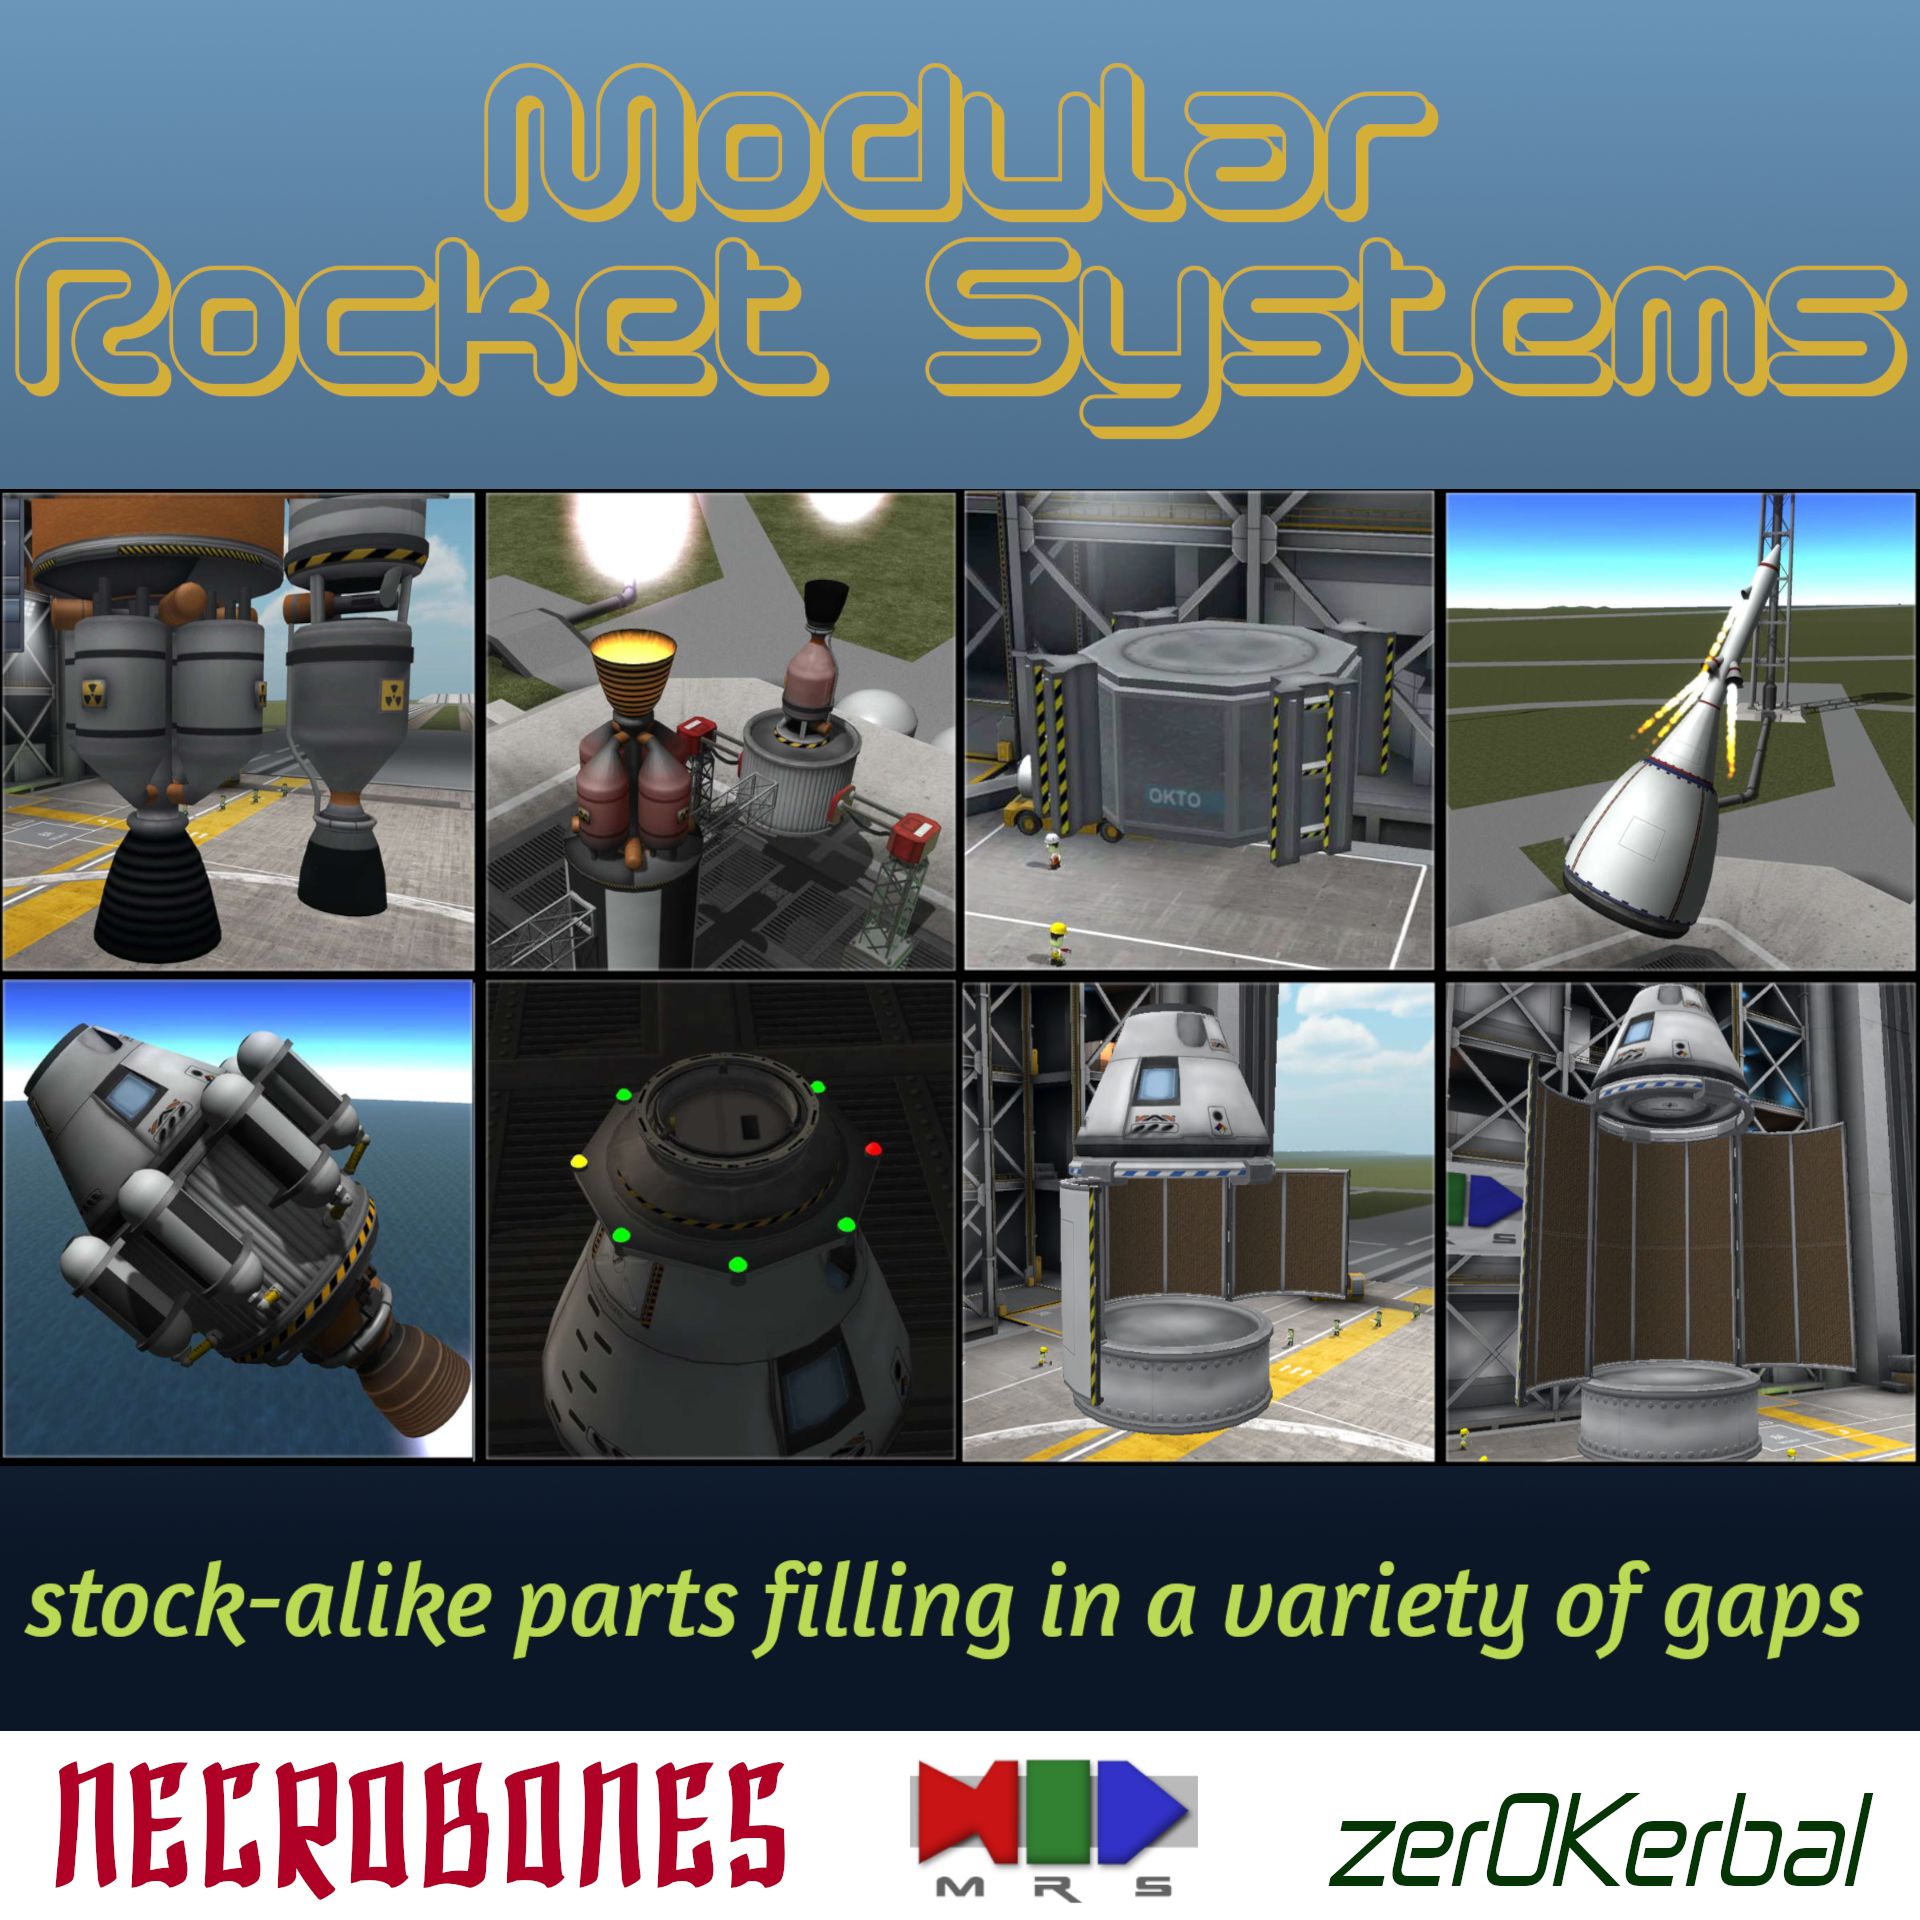 Modular
Rocket Systems
OKTO
stock-alike parts filling in a variety of gaps
NECROBONES
MRS
zer0Kerbal